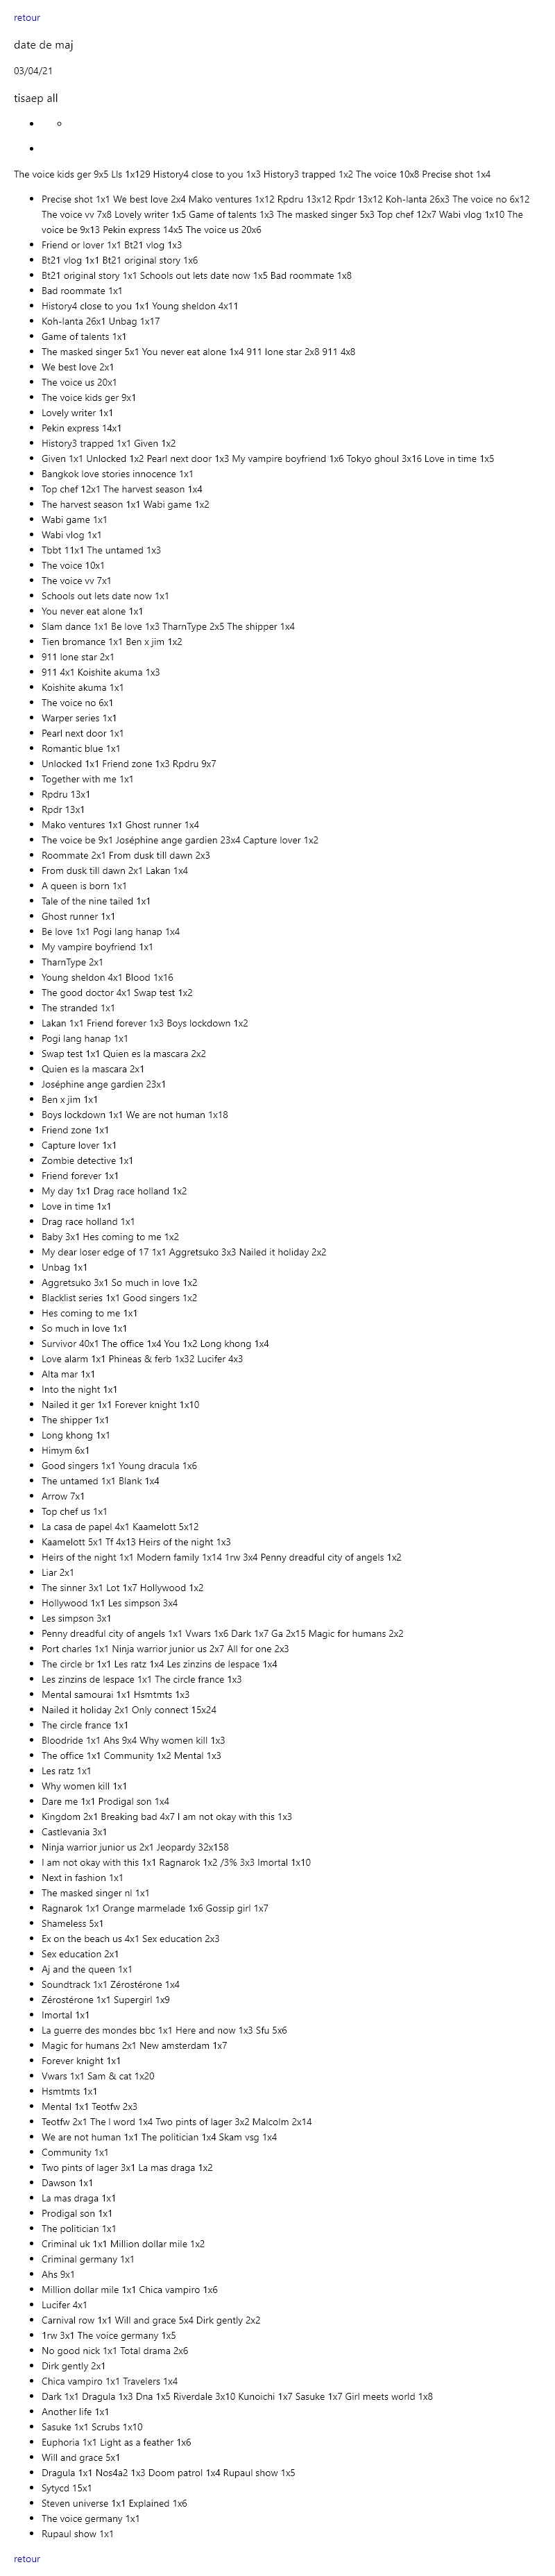 retour
date de maj
03/04/21
tisaep all
The voice kids ger 9x5 Lls 1x129 History4 close to you 1x3 History3 trapped 1x2 The voice 10x8 Precise shot 1x4
Precise shot 1x1 We best love 2x4 Mako ventures 1x12 Rpdru 13x12 Rpdr 13x12 Koh-lanta 26x3 The voice no 6x12
The voice vv 7x8 Lovely writer 1x5 Game of talents 1x3 The masked singer 5x3 Top chef 12x7 Wabi vlog 1x10 The
voice be 9x13 Pekin express 14x5 The voice us 20x6
Friend or lover 1x1 Bt21 vlog 1x3
Bt21 vlog 1x1 Bt21 original story 1x6
Bt21 original story 1x1 Schools out lets date now 1x5 Bad roommate 1x8
Bad roommate 1x1
History4 close to you 1x1 Young sheldon 4x11
Koh-lanta 26x1 Unbag 1x17
Game of talents 1x1
The masked singer 5x1 You never eat alone 1x4 911 lone star 2x8 911 4x8
We best love 2x1
The voice us 20x1
The voice kids ger 9x1
Lovely writer 1x1
Pekin express 14x1
History3 trapped 1x1 Given 1x2
Given 1x1 Unlocked 1x2 Pearl next door 1x3 My vampire boyfriend 1x6 Tokyo ghoul 3x16 Love in time 1x5
Bangkok love stories innocence 1x1
Top chef 12x1 The harvest season 1x4
The harvest season 1x1 Wabi game 1x2
Wabi game 1x1
Wabi vlog 1x1
Tbbt 11x1 The untamed 1x3
The voice 10x1
The voice vv 7x1
Schools out lets date now 1x1
You never eat alone 1x1
Slam dance 1x1 Be love 1x3 TharnType 2x5 The shipper 1x4
Tien bromance 1x1 Ben x jim 1x2
911 lone star 2x1
911 4x1 Koishite akuma 1x3
Koishite akuma 1x1
The voice no 6x1
Warper series 1x1
Pearl next door 1x1
Romantic blue 1x1
Unlocked 1x1 Friend zone 1x3 Rpdru 9x7
Together with me 1x1
Rpdru 13x1
Rpdr 13x1
Mako ventures 1x1 Ghost runner 1x4
The voice be 9x1 Joséphine ange gardien 23x4 Capture lover 1x2
Roommate 2x1 From dusk till dawn 2x3
From dusk till dawn 2x1 Lakan 1x4
A queen is born 1x1
Tale of the nine tailed 1x1
Ghost runner 1x1
Be love 1x1 Pogi lang hanap 1x4
My vampire boyfriend 1x1
TharnType 2x1
Young sheldon 4x1 Blood 1x16
The good doctor 4x1 Swap test 1x2
The stranded 1x1
Lakan 1x1 Friend forever 1x3 Boys lockdown 1x2
Pogi lang hanap 1x1
Swap test 1x1 Quien es la mascara 2x2
Quien es la mascara 2x1
Joséphine ange gardien 23x1
Ben x jim 1x1
Boys lockdown 1x1 We are not human 1x18
Friend zone 1x1
Capture lover 1x1
Zombie detective 1x1
Friend forever 1x1
My day 1x1 Drag race holland 1x2
Love in time 1x1
Drag race holland 1x1
Baby 3x1 Hes coming to me 1x2
My dear loser edge of 17 1x1 Aggretsuko 3x3 Nailed it holiday 2x2
Unbag 1x1
Aggretsuko 3x1 So much in love 1x2
Blacklist series 1x1 Good singers 1x2
Hes coming to me 1x1
So much in love 1x1
Survivor 40x1 The office 1x4 You 1x2 Long khong 1x4
Love alarm 1x1 Phineas & ferb 1x32 Lucifer 4x3
Alta mar 1x1
Into the night 1x1
Nailed it ger 1x1 Forever knight 1x10
The shipper 1x1
Long khong 1x1
Himym 6x1
Good singers 1x1 Young dracula 1x6
The untamed 1x1 Blank 1x4
Arrow 7x1
Top chef us 1x1
La casa de papel 4x1 Kaamelott 5x12
Kaamelott 5x1 Tf 4x13 Heirs of the night 1x3
Heirs of the night 1x1 Modern family 1x14 1rw 3x4 Penny dreadful city of angels 1x2
Liar 2x1
The sinner 3x1 Lot 1x7 Hollywood 1x2
Hollywood 1x1 Les simpson 3x4
Les simpson 3x1
Penny dreadful city of angels 1x1 Vwars 1x6 Dark 1x7 Ga 2x15 Magic for humans 2x2
Port charles 1x1 Ninja warrior junior us 2x7 All for one 2x3
The circle br 1x1 Les ratz 1x4 Les zinzins de lespace 1x4
Les zinzins de lespace 1x1 The circle france 1x3
Mental samourai 1x1 Hsmtmts 1x3
Nailed it holiday 2x1 Only connect 15x24
The circle france 1x1
Bloodride 1x1 Ahs 9x4 Why women kill 1x3
The office 1x1 Community 1x2 Mental 1x3
Les ratz 1x1
Why women kill 1x1
Dare me 1x1 Prodigal son 1x4
Kingdom 2x1 Breaking bad 4x7 I am not okay with this 1x3
Castlevania 3x1
Ninja warrior junior us 2x1 Jeopardy 32x158
I am not okay with this 1x1 Ragnarok 1x2 /3% 3x3 Imortal 1x10
Next in fashion 1x1
The masked singer nl 1x1
Ragnarok 1x1 Orange marmelade 1x6 Gossip girl 1x7
Shameless 5x1
Ex on the beach us 4x1 Sex education 2x3
Sex education 2x1
Aj and the queen 1x1
Soundtrack 1x1 Zérostérone 1x4
Zérostérone 1x1 Supergirl 1x9
Imortal 1x1
La guerre des mondes bbc 1x1 Here and now 1x3 Sfu 5x6
Magic for humans 2x1 New amsterdam 1x7
Forever knight 1x1
Vwars 1x1 Sam & cat 1x20
Hsmtmts 1x1
Mental 1x1 Teotfw 2x3
Teotfw 2x1 The l word 1x4 Two pints of lager 3x2 Malcolm 2x14
We are not human 1x1 The politician 1x4 Skam vsg 1x4
Community 1x1
Two pints of lager 3x1 La mas draga 1x2
Dawson 1x1
La mas draga 1x1
Prodigal son 1x1
The politician 1x1
Criminal uk 1x1 Million dollar mile 1x2
Criminal germany 1x1
Ahs 9x1
Million dollar mile 1x1 Chica vampiro 1x6
Lucifer 4x1
Carnival row 1x1 Will and grace 5x4 Dirk gently 2x2
1rw 3x1 The voice germany 1x5
No good nick 1x1 Total drama 2x6
Dirk gently 2x1
Chica vampiro 1x1 Travelers 1x4
Dark 1x1 Dragula 1x3 Dna 1x5 Riverdale 3x10 Kunoichi 1x7 Sasuke 1x7 Girl meets world 1x8
Another life 1x1
Sasuke 1x1 Scrubs 1x10
Euphoria 1x1 Light as a feather 1x6
Will and grace 5x1
Dragula 1x1 Nos4a2 1x3 Doom patrol 1x4 Rupaul show 1x5
Sytycd 15x1
Steven universe 1x1 Explained 1x6
The voice germany 1x1
Rupaul show 1x1
retour